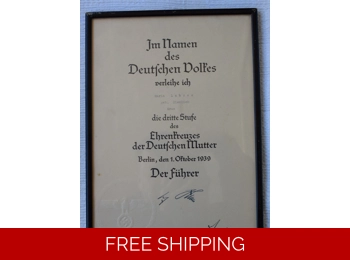 Im Namen
des
Deutschen Volkes
verleihe ich
die dritte Stufe
des
Ehrenkreuzes
der Deutschen Mutter
Berlin, den 1. Oktober 1939
Der Führer
FREE SHIPPING